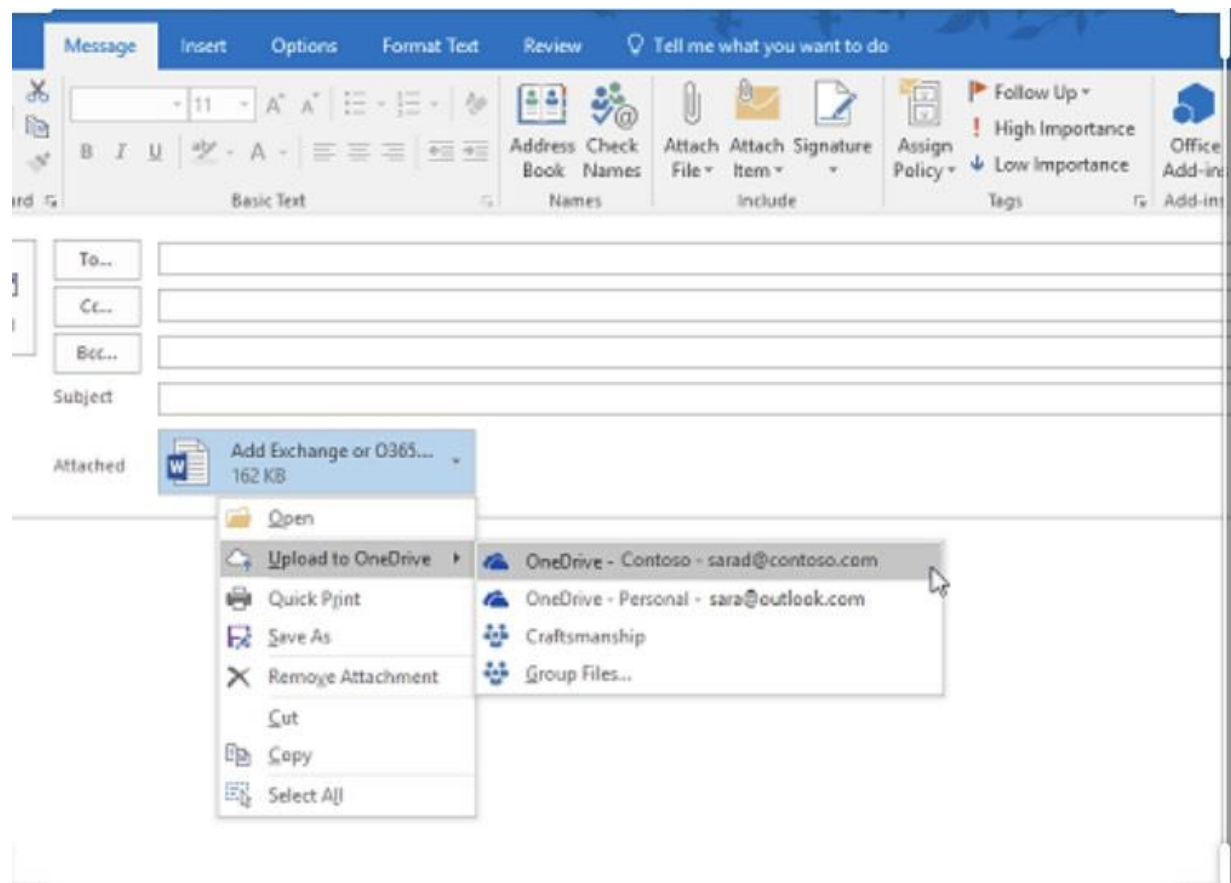 Message Insert Options Format Text Review Tell me what you want to do
11
B I U
Address Book
Check Names
Attach File
Attach Item
Signature
Assign Policy
Follow Up
High Importance
Low Importance
Office
Basic Text Names Include Tags
To...
Cc...
Bcc...
Subject
Attached
Add Exchange or O365...
162 KB
Open
Upload to OneDrive
Quick Print
Save As
Remove Attachment
Cut
Copy
Select All
OneDrive - Contoso - sarad@contoso.com
OneDrive - Personal - sara@outlook.com
Craftsmanship
Group Files...